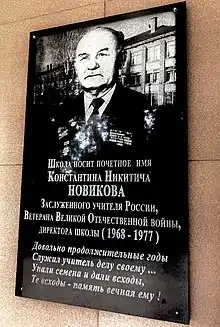 Школа носит почетное имя
Константина Никитича
НОВИКОВА
Заслуженного учителя России,
Ветерана Великой Отечественной войны,
директора школы ( 1968 - 1977 )
Довольно продолжительные годы
Служил учитель делу своему ...
Упали семена и дали всходы,
Те всходы - память вечная ему !